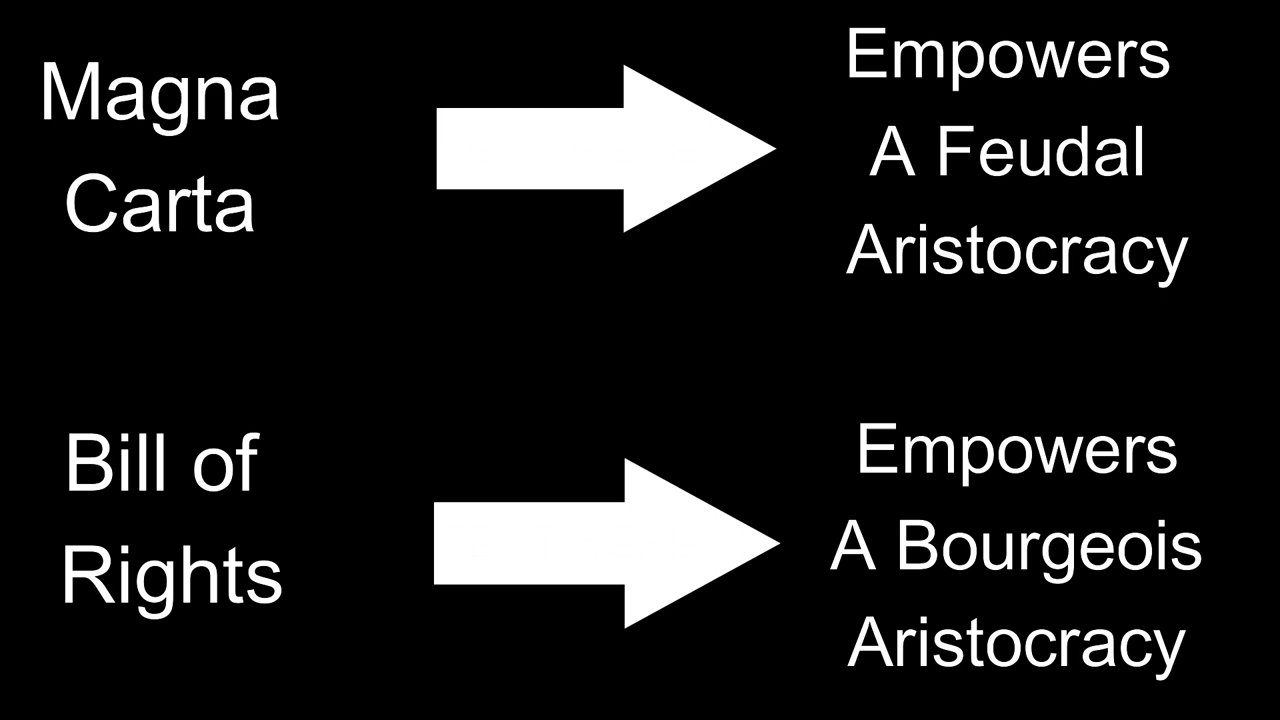 Magna
Carta
Empowers
A Feudal
Aristocracy
Bill of
Rights
Empowers
A Bourgeois
Aristocracy